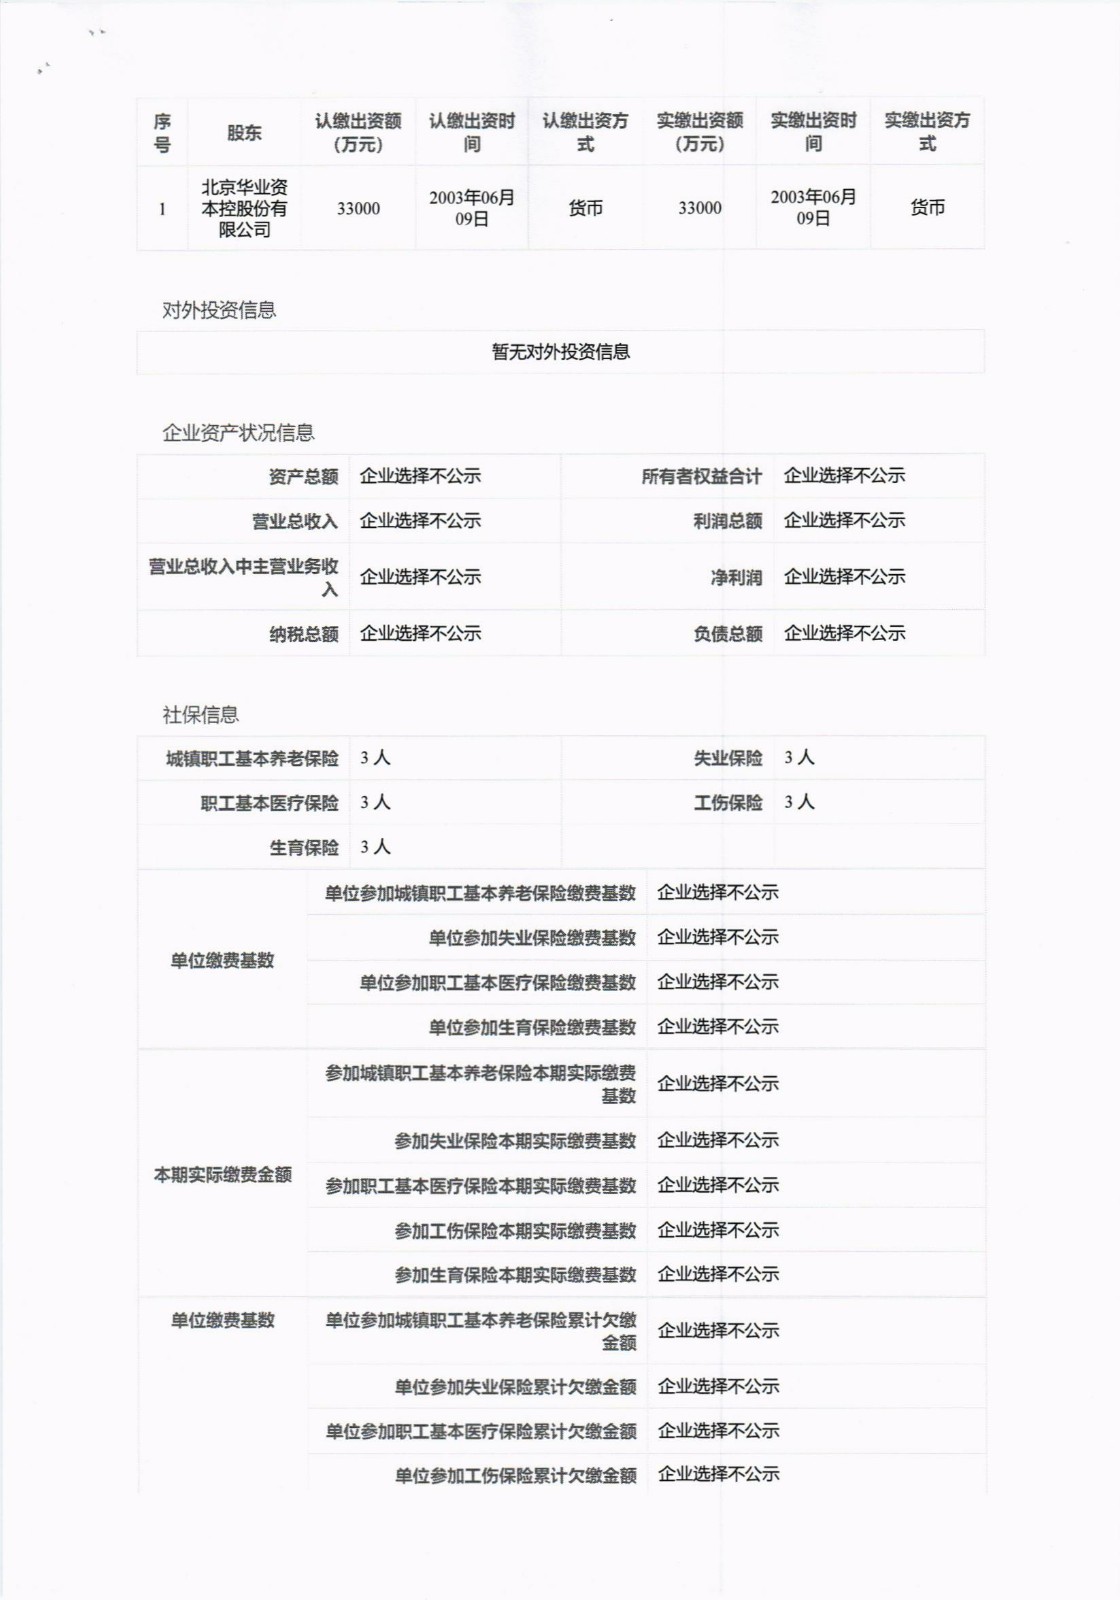 序号 股东 认缴出资额(万元) 认缴出资时间 认缴出资方式 实缴出资额(万元) 实缴出资时间 实缴出资方式
1 北京华业资本控股份有限公司 33000 2003年06月09日 货币 33000 2003年06月09日 货币
对外投资信息
暂无对外投资信息
企业资产状况信息
资产总额 企业选择不公示 所有者权益合计 企业选择不公示
营业总收入 企业选择不公示 利润总额 企业选择不公示
营业总收入中主营业务收入 企业选择不公示 净利润 企业选择不公示
纳税总额 企业选择不公示 负债总额 企业选择不公示
社保信息
城镇职工基本养老保险 3 人 失业保险 3 人
职工基本医疗保险 3 人 工伤保险 3 人
生育保险 3 人
单位缴费基数
单位参加城镇职工基本养老保险缴费基数 企业选择不公示
单位参加失业保险缴费基数 企业选择不公示
单位参加职工基本医疗保险缴费基数 企业选择不公示
单位参加生育保险缴费基数 企业选择不公示
本期实际缴费金额
参加城镇职工基本养老保险本期实际缴费基数 企业选择不公示
参加失业保险本期实际缴费基数 企业选择不公示
参加职工基本医疗保险本期实际缴费基数 企业选择不公示
参加工伤保险本期实际缴费基数 企业选择不公示
参加生育保险本期实际缴费基数 企业选择不公示
单位缴费基数
单位参加城镇职工基本养老保险累计欠缴金额 企业选择不公示
单位参加失业保险累计欠缴金额 企业选择不公示
单位参加职工基本医疗保险累计欠缴金额 企业选择不公示
单位参加工伤保险累计欠缴金额 企业选择不公示